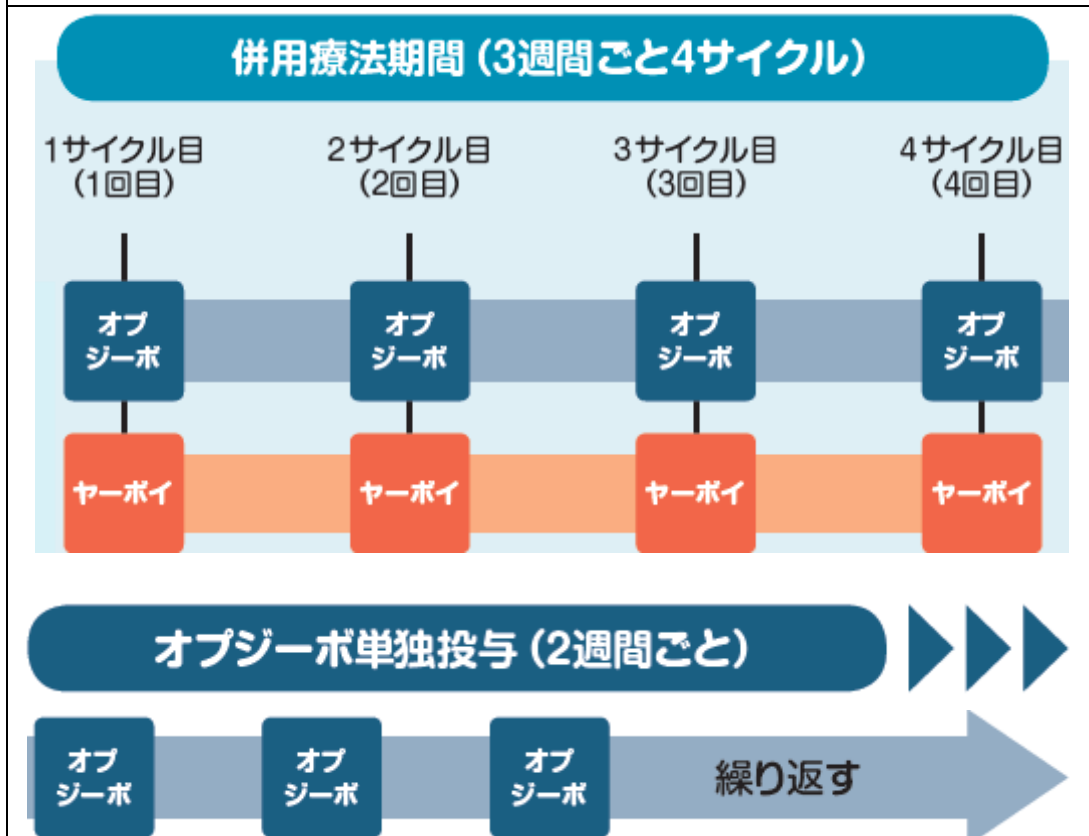 併用療法期間（3週間ごと4サイクル）
1サイクル目 2サイクル目 3サイクル目 4サイクル目
（1回目） （2回目） （3回目） （4回目）
オプ オプ オプ オプ
ジーボ ジーボ ジーボ ジーボ
ヤーボイ ヤーボイ ヤーボイ ヤーボイ
オプジーボ単独投与（2週間ごと）
オプ オプ オプ
ジーボ ジーボ ジーボ
繰り返す